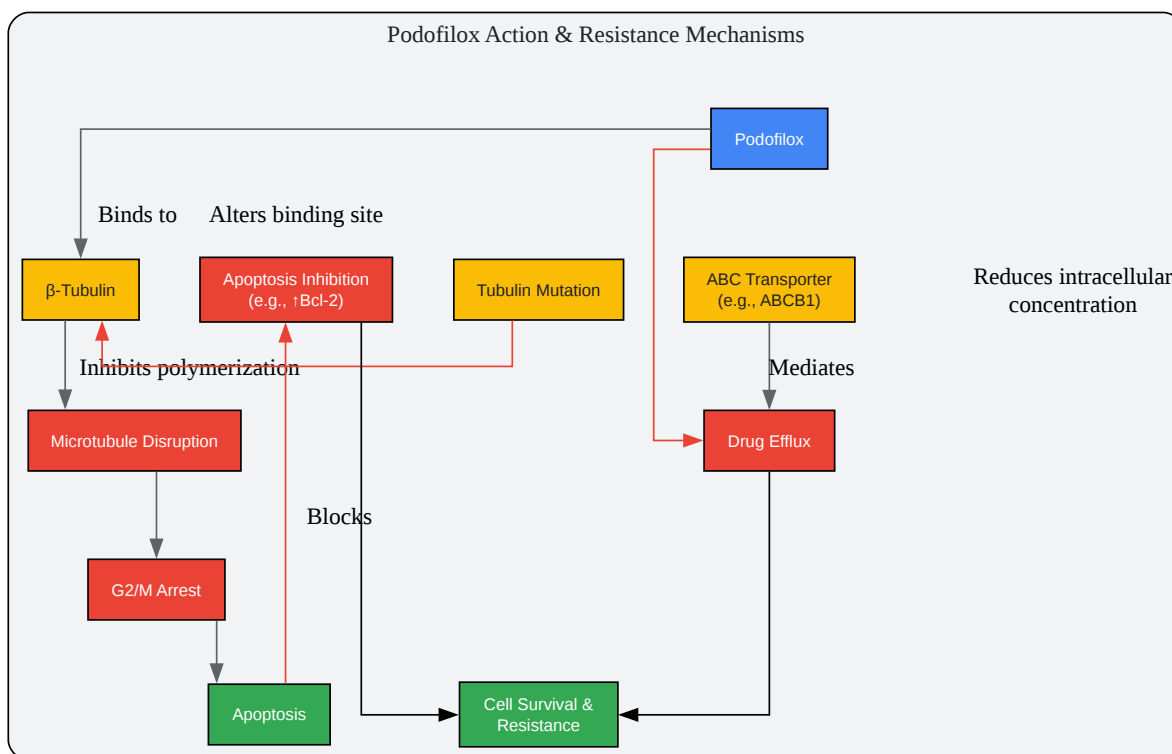 Podofilox Action & Resistance Mechanisms
Podofilox
Binds to
Alters binding site
β-Tubulin
Apoptosis Inhibition
(e.g., ↑Bcl-2)
Tubulin Mutation
ABC Transporter
(e.g., ABCB1)
Reduces intracellular
concentration
Inhibits polymerization
Mediates
Microtubule Disruption
Drug Efflux
Blocks
G2/M Arrest
Apoptosis
Cell Survival &
Resistance